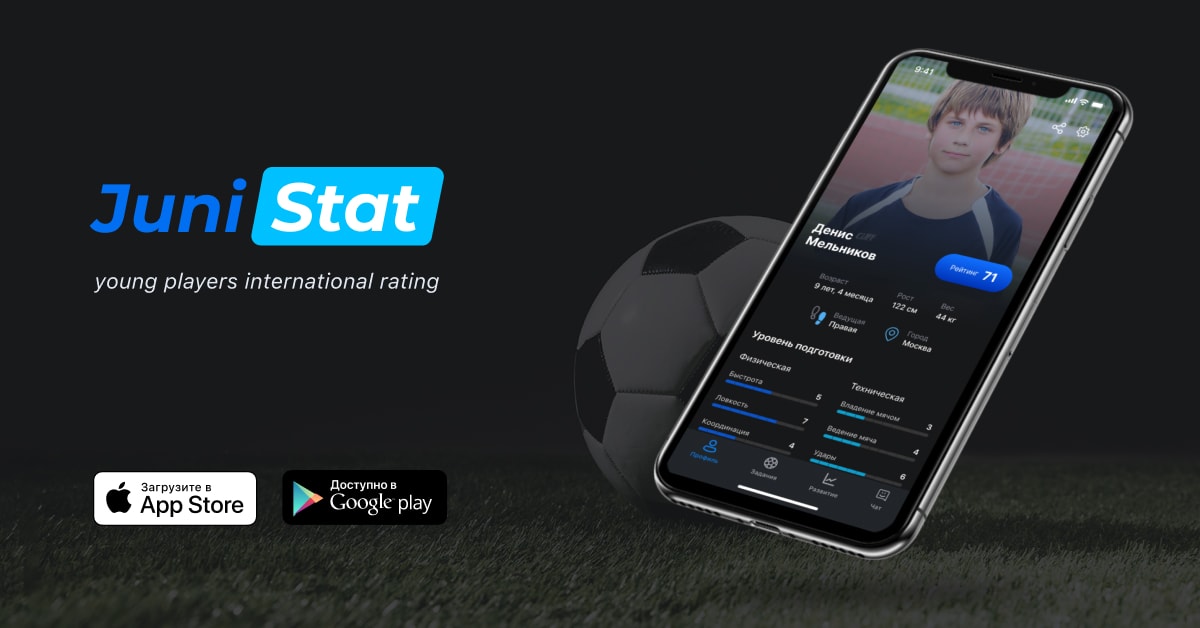 JuniStat
young players international rating
Загрузите в
App Store
Доступно в
Google play
9:41
Денис
Мельников
Рейтинг 71
Возраст
9 лет, 4 месяца
Рост
122 см
Вес
44 кг
Ведущая
Правая
Город
Москва
Уровень подготовки
Физическая
Быстрота 5
Ловкость 7
Координация 4
Техническая
Владение мячом 3
Ведение мяча 4
Удары 6
Профиль
Задания
Развитие
Чат